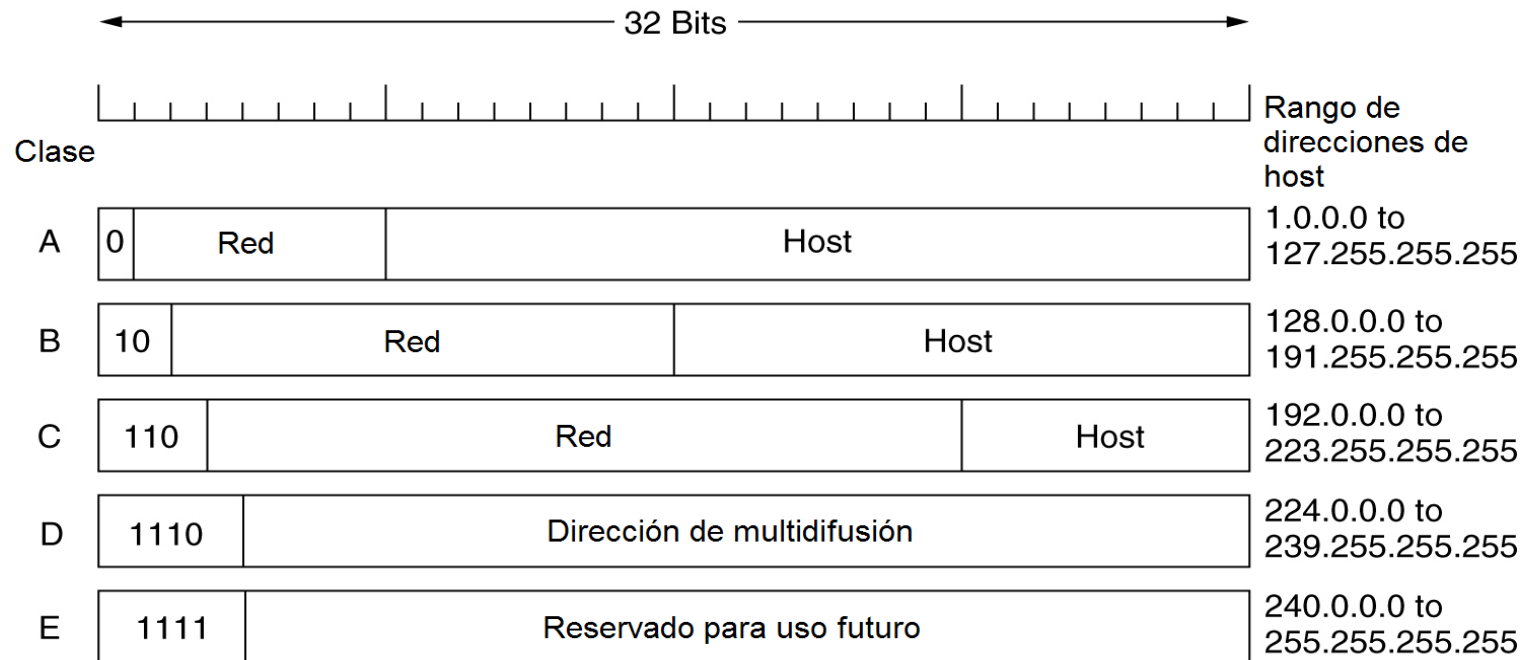 32 Bits
Rango de
direcciones de
host
Clase
A
0
Red
Host
1.0.0.0 to
127.255.255.255
B
10
Red
Host
128.0.0.0 to
191.255.255.255
C
110
Red
Host
192.0.0.0 to
223.255.255.255
D
1110
Dirección de multidifusión
224.0.0.0 to
239.255.255.255
E
1111
Reservado para uso futuro
240.0.0.0 to
255.255.255.255